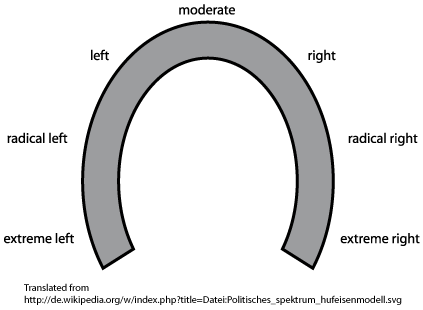 moderate
left
right
radical left
radical right
extreme left
extreme right
Translated from
http://de.wikipedia.org/w/index.php?title=Datei:Politisches_spektrum_hufeisenmodell.svg